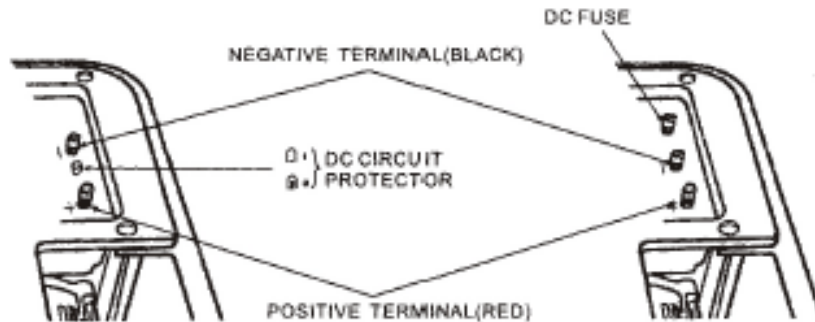 DC FUSE
NEGATIVE TERMINAL(BLACK)
DC CIRCUIT
PROTECTOR
POSITIVE TERMINAL(RED)